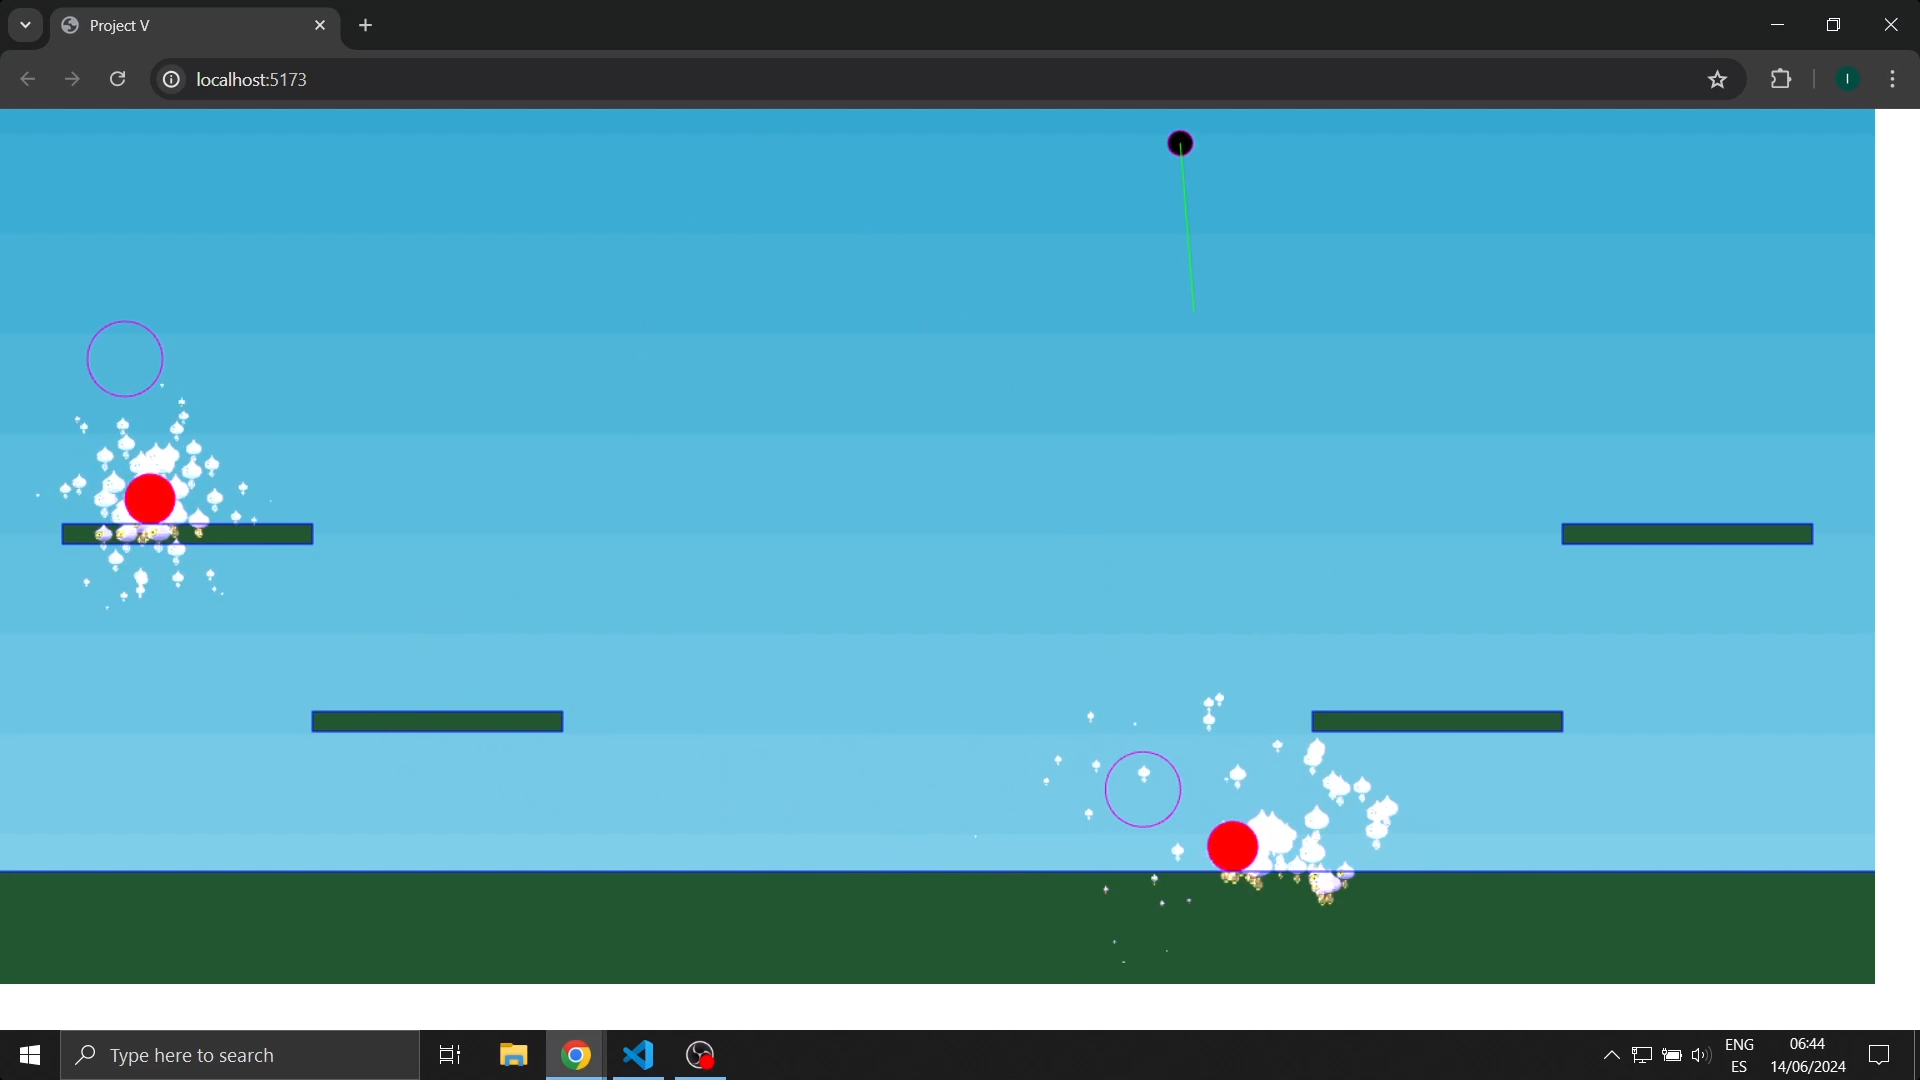 Project V
localhost:5173
I
Type here to search
ENG
ES
06:44
14/06/2024